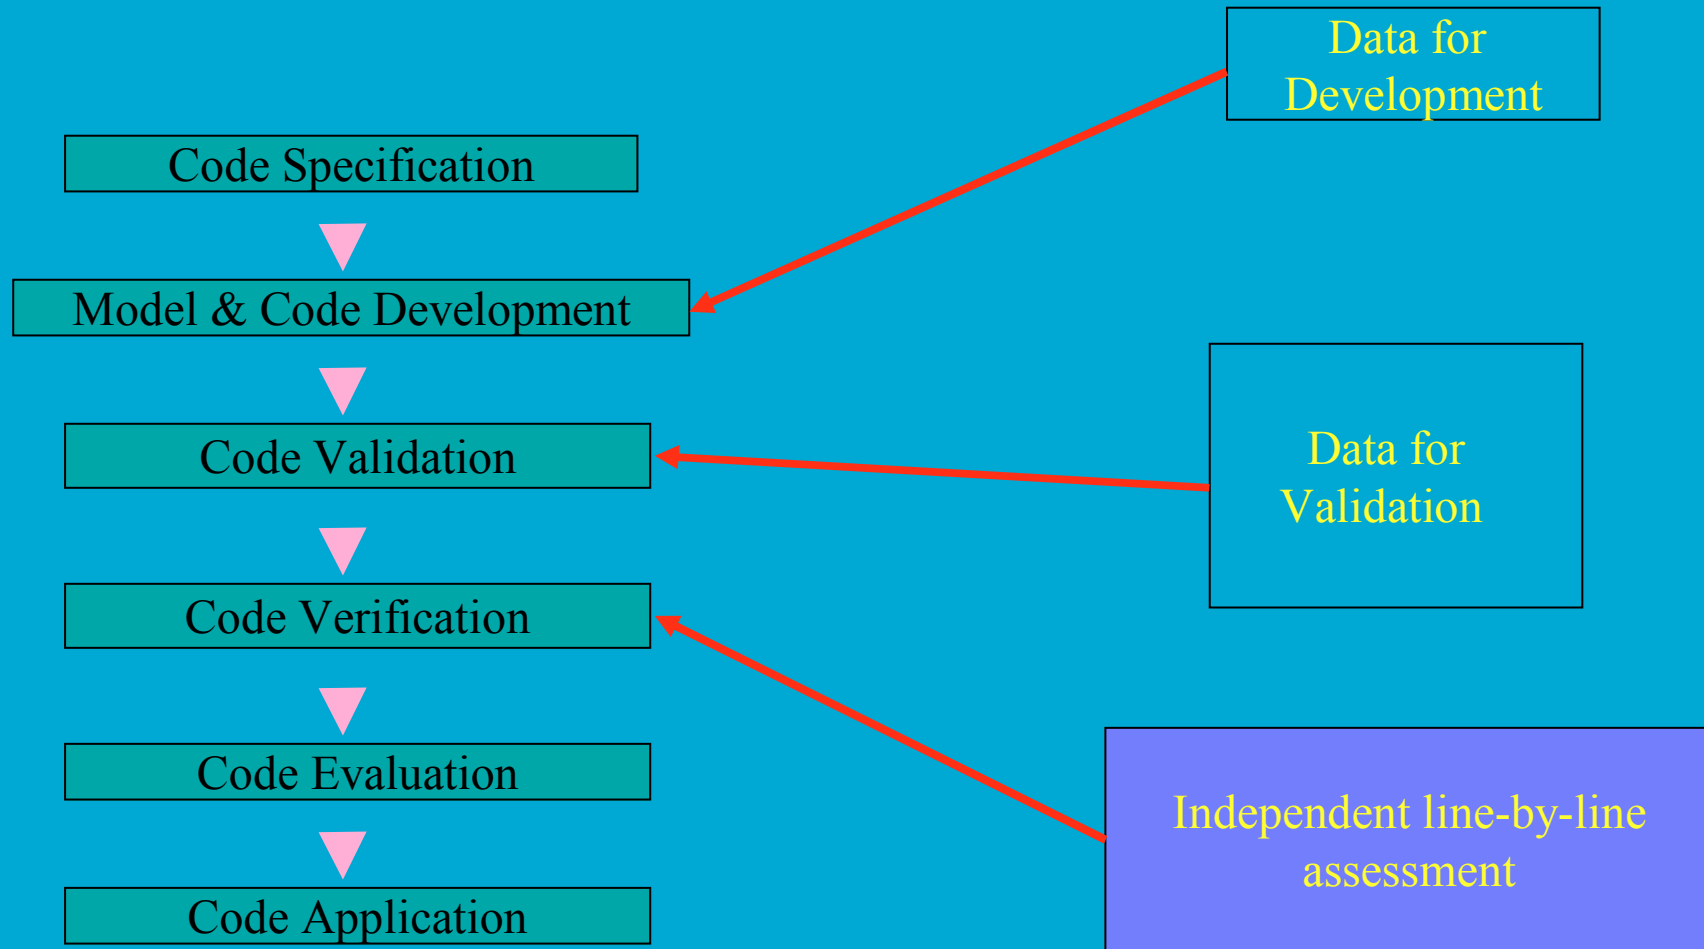 Data for
Development
Code Specification
Model & Code Development
Code Validation
Data for
Validation
Code Verification
Code Evaluation
Independent line-by-line
assessment
Code Application